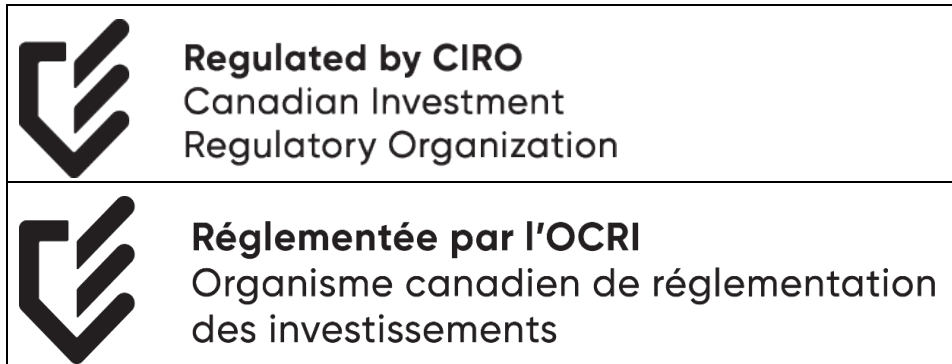 Regulated by CIRO
Canadian Investment
Regulatory Organization
Réglementée par l'OCRI
Organisme canadien de réglementation
des investissements